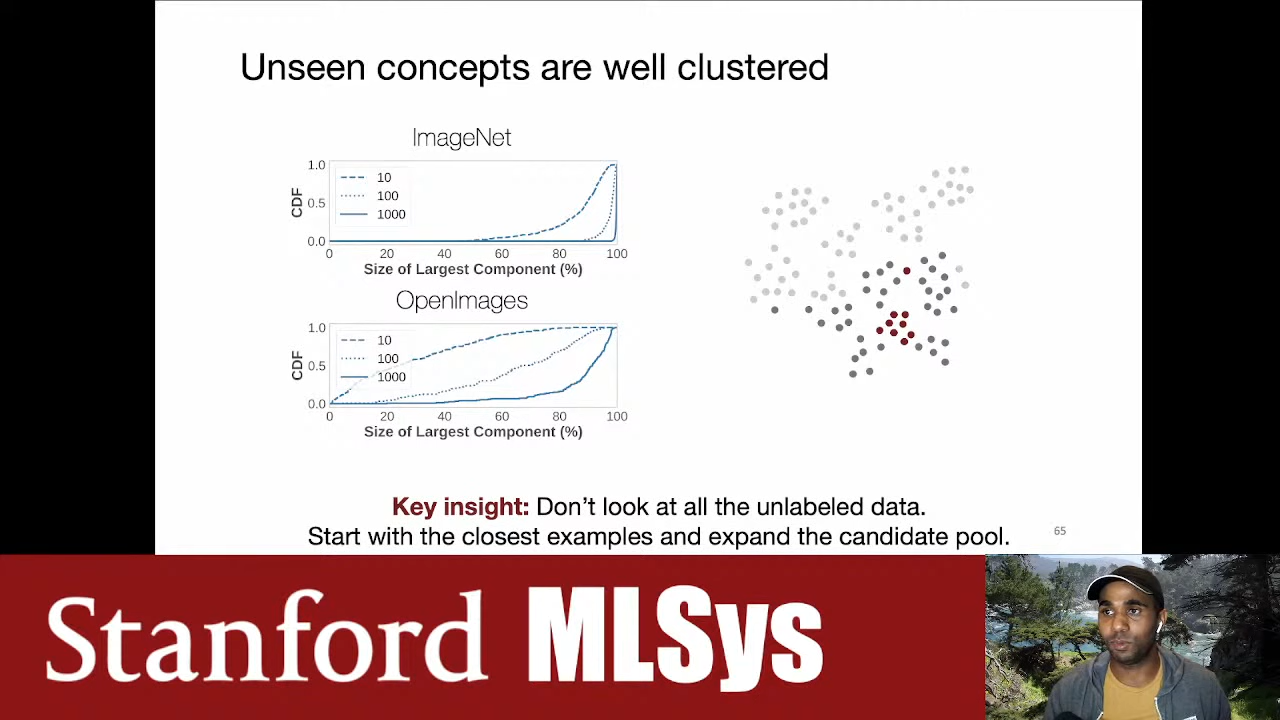 Unseen concepts are well clustered
ImageNet
1.0
0.5
0.0
CDF
10
100
1000
0 20 40 60 80 100
Size of Largest Component (%)
OpenImages
1.0
0.5
0.0
CDF
10
100
1000
0 20 40 60 80 100
Size of Largest Component (%)
Key insight: Don't look at all the unlabeled data.
Start with the closest examples and expand the candidate pool.
65
Stanford MLSys